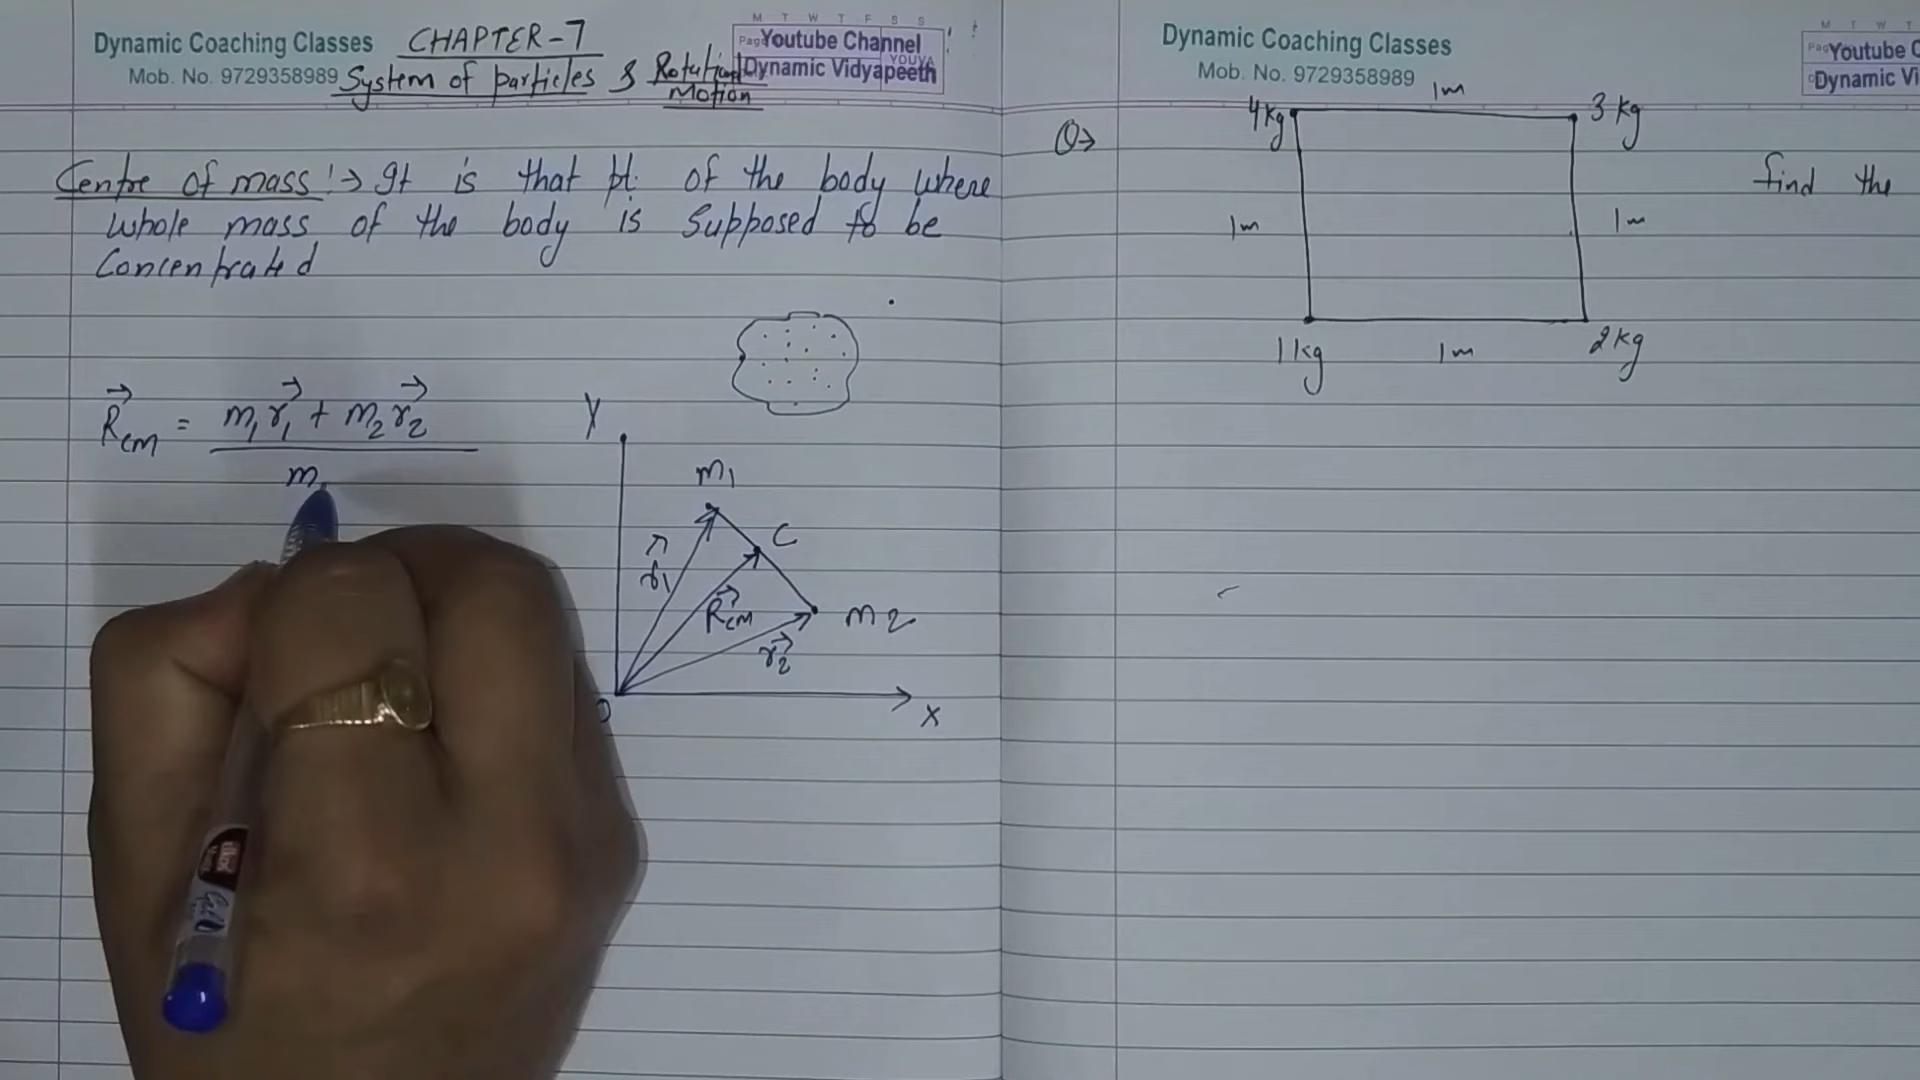 Dynamic Coaching Classes
Mob. No. 9729358989
CHAPTER-7
System of particles & Rotational
Motion
M T W T F S S
Youtube Channel
YOUVA
Dynamic Vidyapeeth
Centre of mass :→ It is that pt. of the body where
whole mass of the body is supposed to be
Concentrated
R⃗cm = m₁r⃗₁ + m₂r⃗₂
m
Y
m₁
C
r⃗₁
R⃗cm
m₂
r⃗₂
O
X
Dynamic Coaching Classes
Mob. No. 9729358989
M T W T
Youtube C
Dynamic Vi
Q→
4kg
1m
3 kg
find the
1m
1m
1kg
1m
2kg